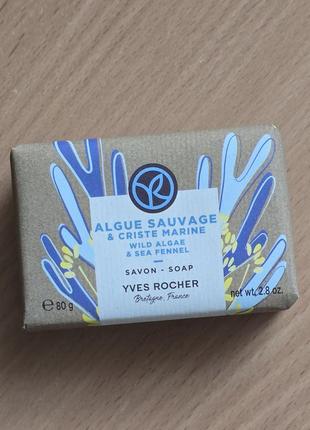 ALGUE SAUVAGE
& CRISTE MARINE
WILD ALGAE
& SEA FENNEL
SAVON - SOAP
YVES ROCHER
Bretagne, France
℮ 80 g
net wt. 2.8 oz.